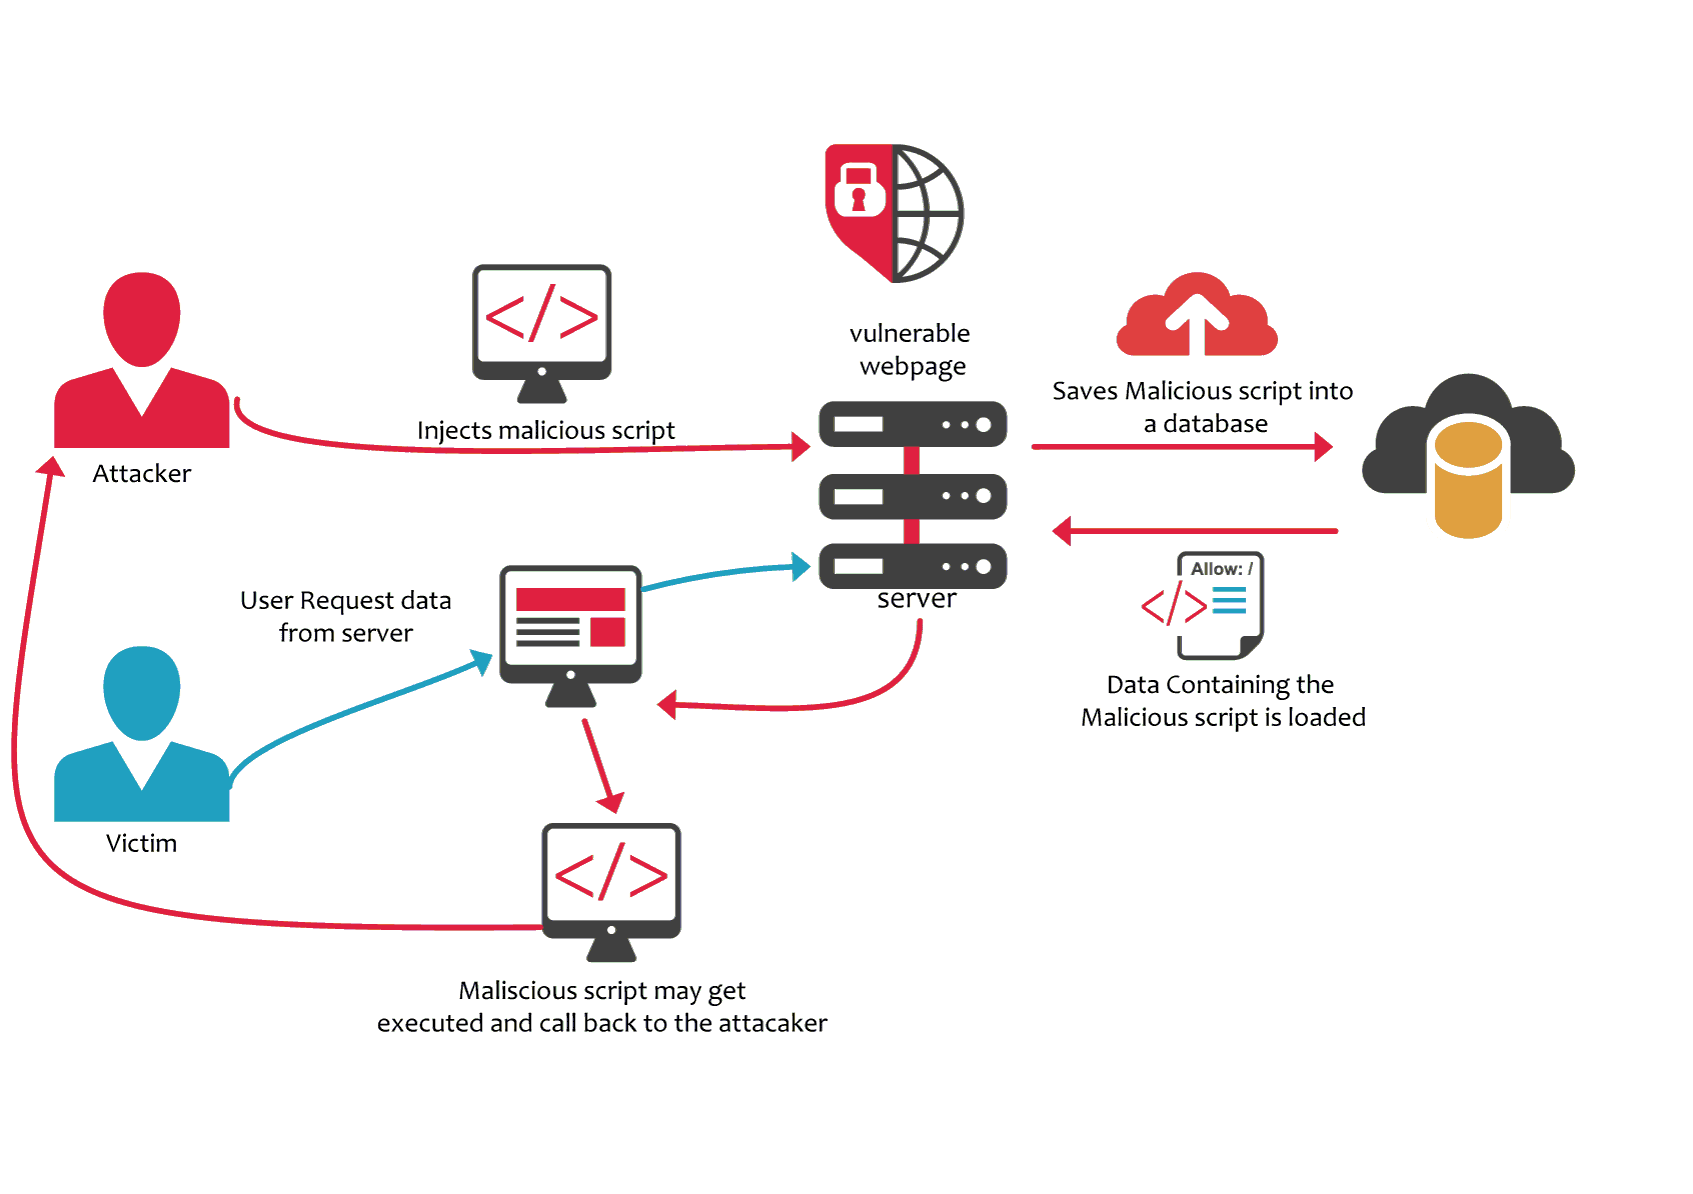 vulnerable
webpage
Injects malicious script
Saves Malicious script into
a database
Attacker
server
User Request data
from server
Allow: /
</>
</>
Data Containing the
Malicious script is loaded
Victim
</>
Maliscious script may get
executed and call back to the attacaker